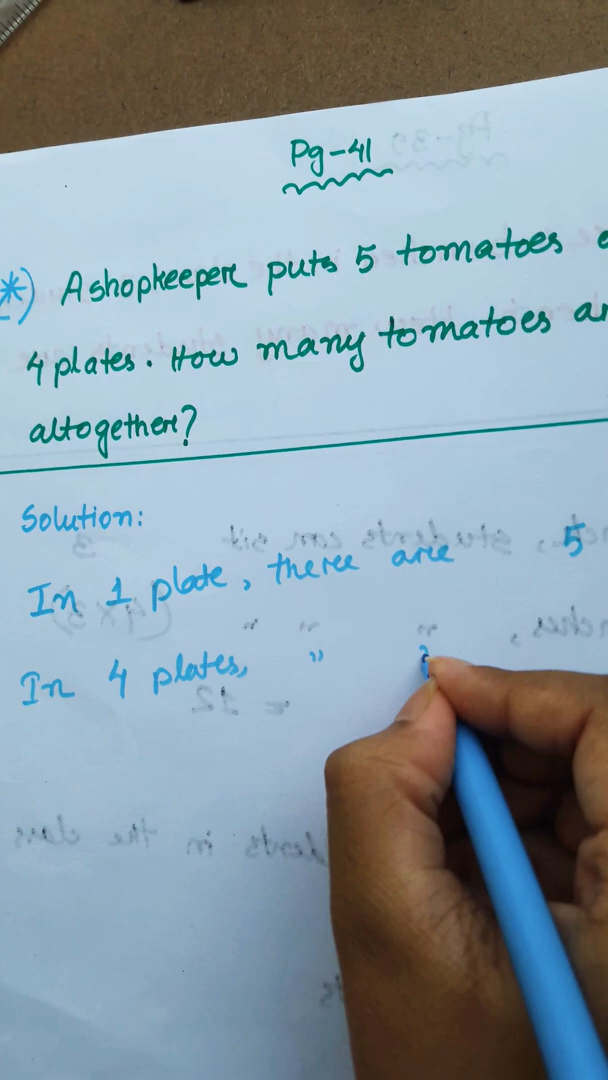 Pg-41
*) A shopkeeper puts 5 tomatoes
4 plates. How many tomatoes
altogether?
Solution:
In 1 plate, there are 5
In 4 plates, " "